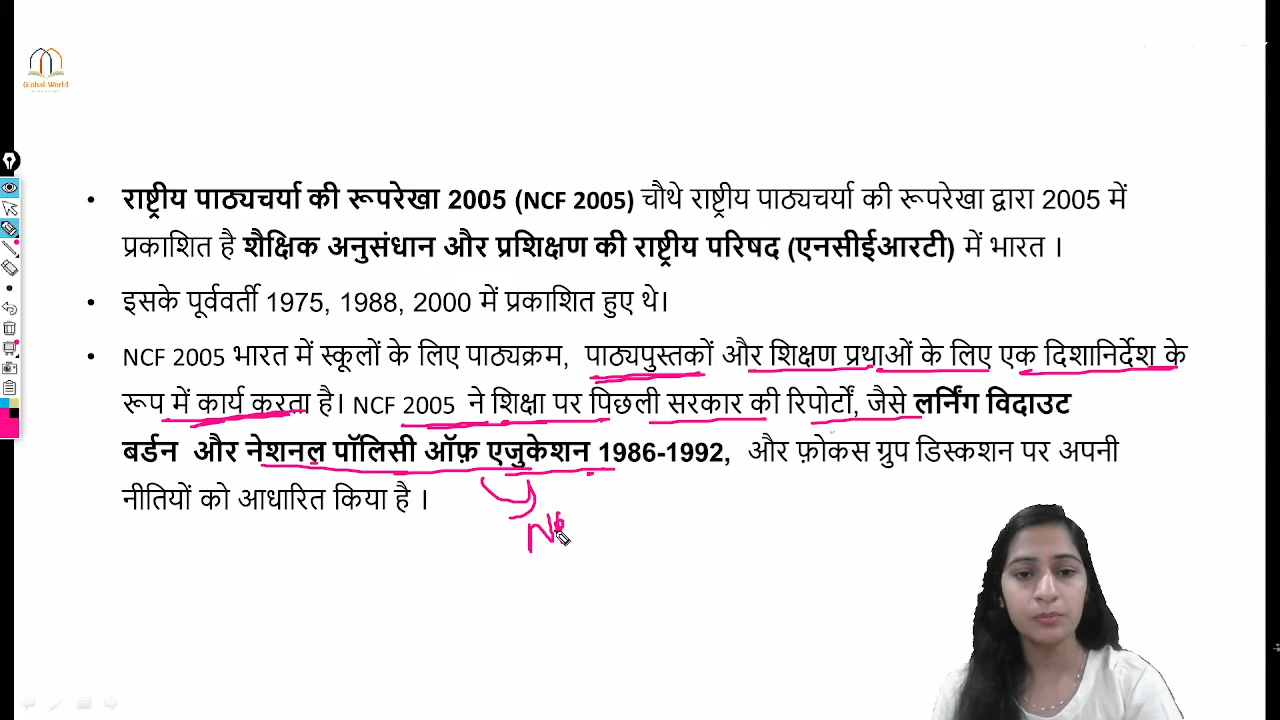 Global World
• राष्ट्रीय पाठ्यचर्या की रूपरेखा 2005 (NCF 2005) चौथे राष्ट्रीय पाठ्यचर्या की रूपरेखा द्वारा 2005 में
प्रकाशित है शैक्षिक अनुसंधान और प्रशिक्षण की राष्ट्रीय परिषद (एनसीईआरटी) में भारत ।
• इसके पूर्ववर्ती 1975, 1988, 2000 में प्रकाशित हुए थे।
• NCF 2005 भारत में स्कूलों के लिए पाठ्यक्रम, पाठ्यपुस्तकों और शिक्षण प्रथाओं के लिए एक दिशानिर्देश के
रूप में कार्य करता है। NCF 2005 ने शिक्षा पर पिछली सरकार की रिपोर्टों, जैसे लर्निंग विदाउट
बर्डन और नेशनल पॉलिसी ऑफ़ एजुकेशन 1986-1992, और फ़ोकस ग्रुप डिस्कशन पर अपनी
नीतियों को आधारित किया है ।